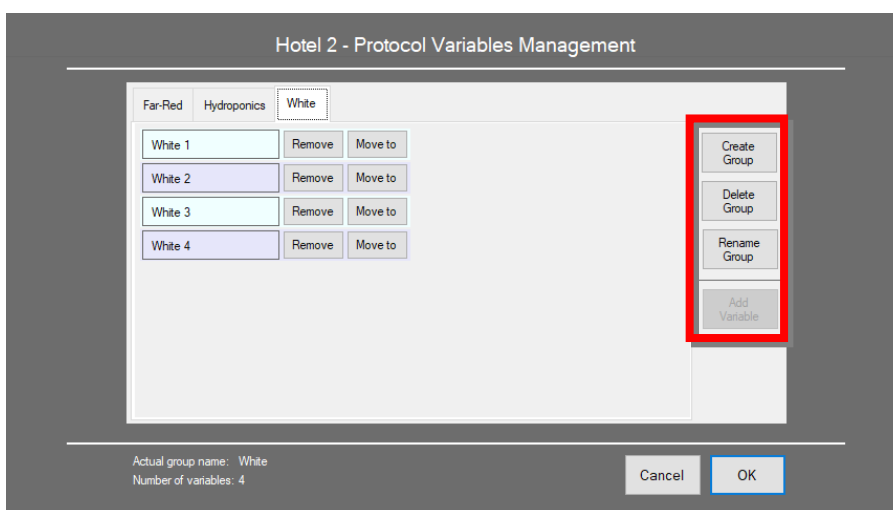 Hotel 2 - Protocol Variables Management
Far-Red Hydroponics White
White 1 Remove Move to
White 2 Remove Move to
White 3 Remove Move to
White 4 Remove Move to
Create
Group
Delete
Group
Rename
Group
Add
Variable
Actual group name: White
Number of variables: 4
Cancel OK